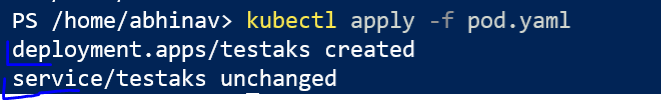 PS /home/abhinav> kubectl apply -f pod.yaml
deployment.apps/testaks created
service/testaks unchanged